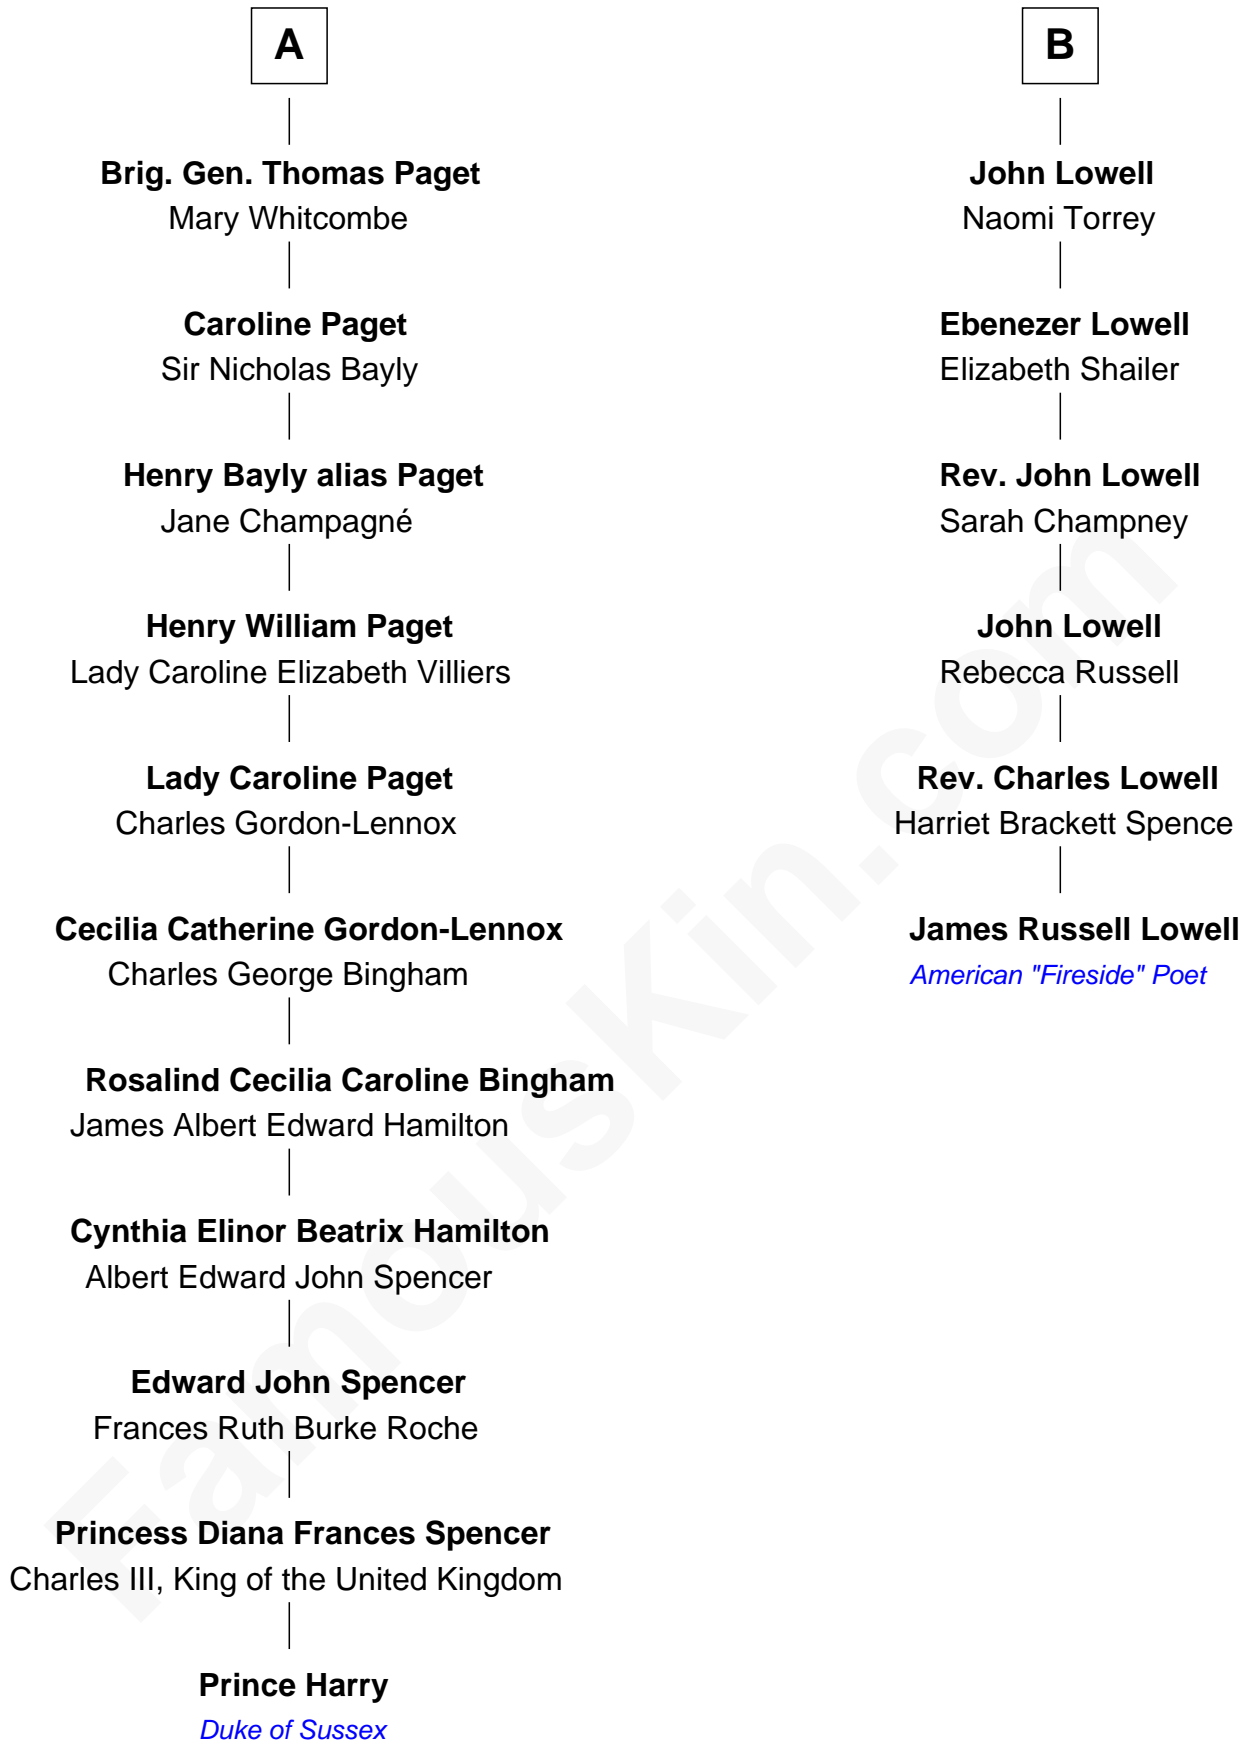 A
Brig. Gen. Thomas Paget
Mary Whitcombe
Caroline Paget
Sir Nicholas Bayly
Henry Bayly alias Paget
Jane Champagné
Henry William Paget
Lady Caroline Elizabeth Villiers
Lady Caroline Paget
Charles Gordon-Lennox
Cecilia Catherine Gordon-Lennox
Charles George Bingham
Rosalind Cecilia Caroline Bingham
James Albert Edward Hamilton
Cynthia Elinor Beatrix Hamilton
Albert Edward John Spencer
Edward John Spencer
Frances Ruth Burke Roche
Princess Diana Frances Spencer
Charles III, King of the United Kingdom
Prince Harry
Duke of Sussex
B
John Lowell
Naomi Torrey
Ebenezer Lowell
Elizabeth Shailer
Rev. John Lowell
Sarah Champney
John Lowell
Rebecca Russell
Rev. Charles Lowell
Harriet Brackett Spence
James Russell Lowell
American "Fireside" Poet
FamousKin.com